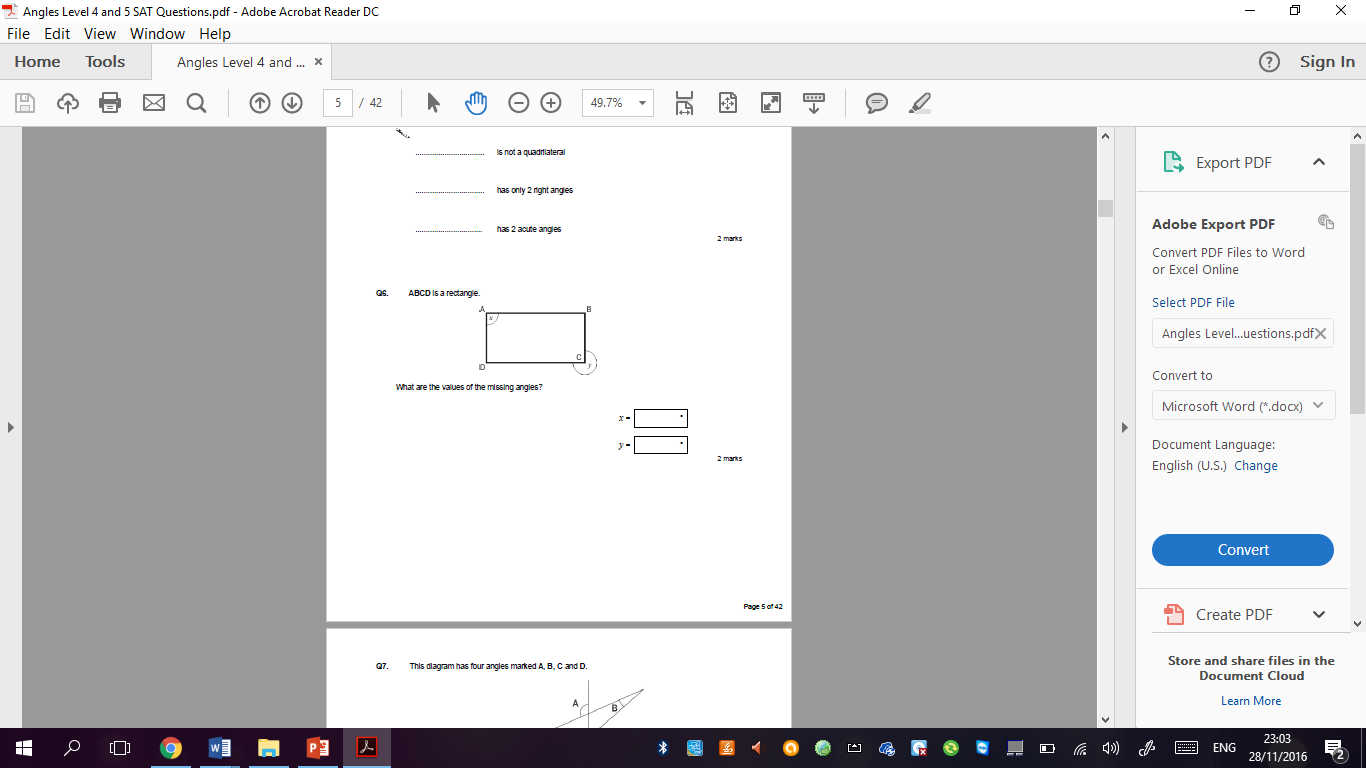 Angles Level 4 and 5 SAT Questions.pdf - Adobe Acrobat Reader DC
File Edit View Window Help
Home Tools Angles Level 4 and ... × ? Sign In
5 / 42 49.7%
.................................. is not a quadrilateral
.................................. has only 2 right angles
.................................. has 2 acute angles
2 marks
Q6. ABCD is a rectangle.
A B
x
C
D y
What are the values of the missing angles?
x = °
y = °
2 marks
Page 5 of 42
Q7. This diagram has four angles marked A, B, C and D.
A
B
Export PDF
Adobe Export PDF
Convert PDF Files to Word
or Excel Online
Select PDF File
Angles Level...uestions.pdf ×
Convert to
Microsoft Word (*.docx)
Document Language:
English (U.S.) Change
Convert
Create PDF
Store and share files in the
Document Cloud
Learn More
ENG
23:03
28/11/2016
2